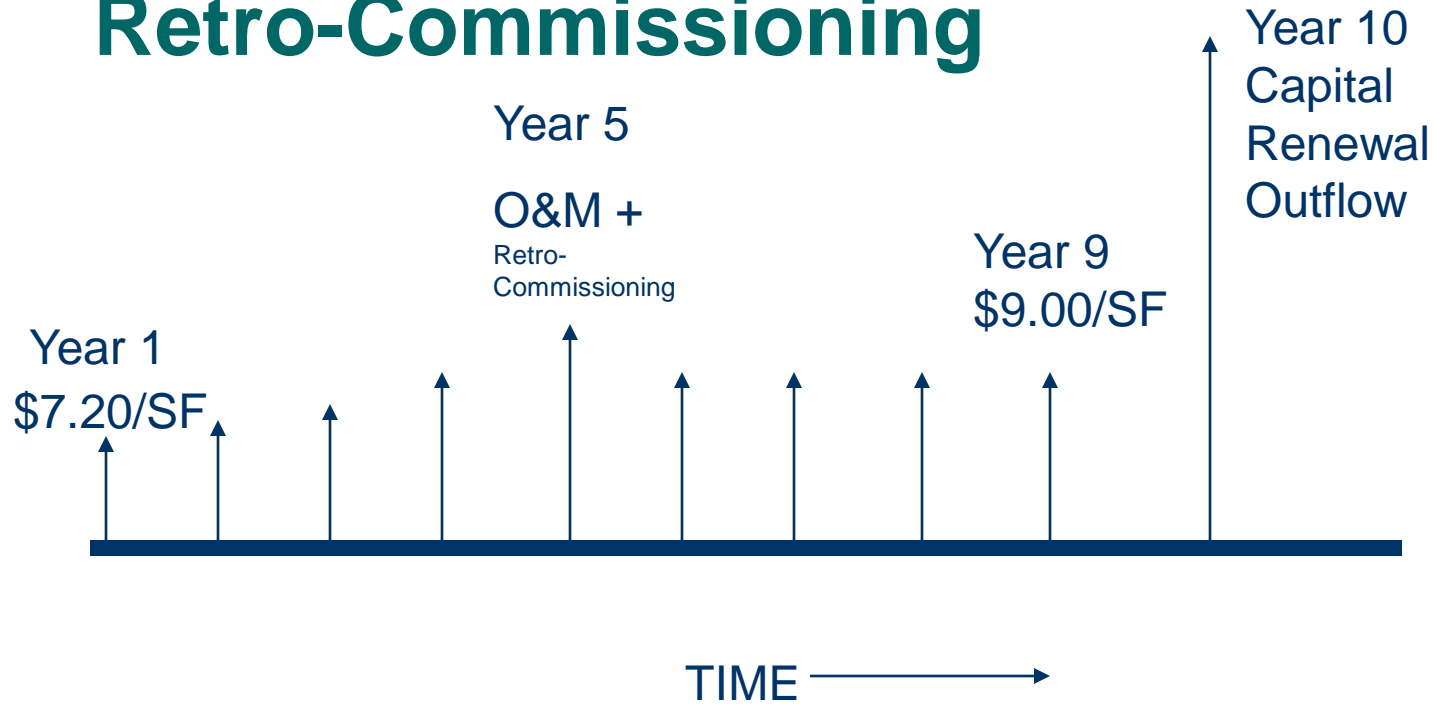 Retro-Commissioning
Year 1
$7.20/SF
Year 5
O&M +
Retro-
Commissioning
Year 9
$9.00/SF
Year 10
Capital
Renewal
Outflow
TIME